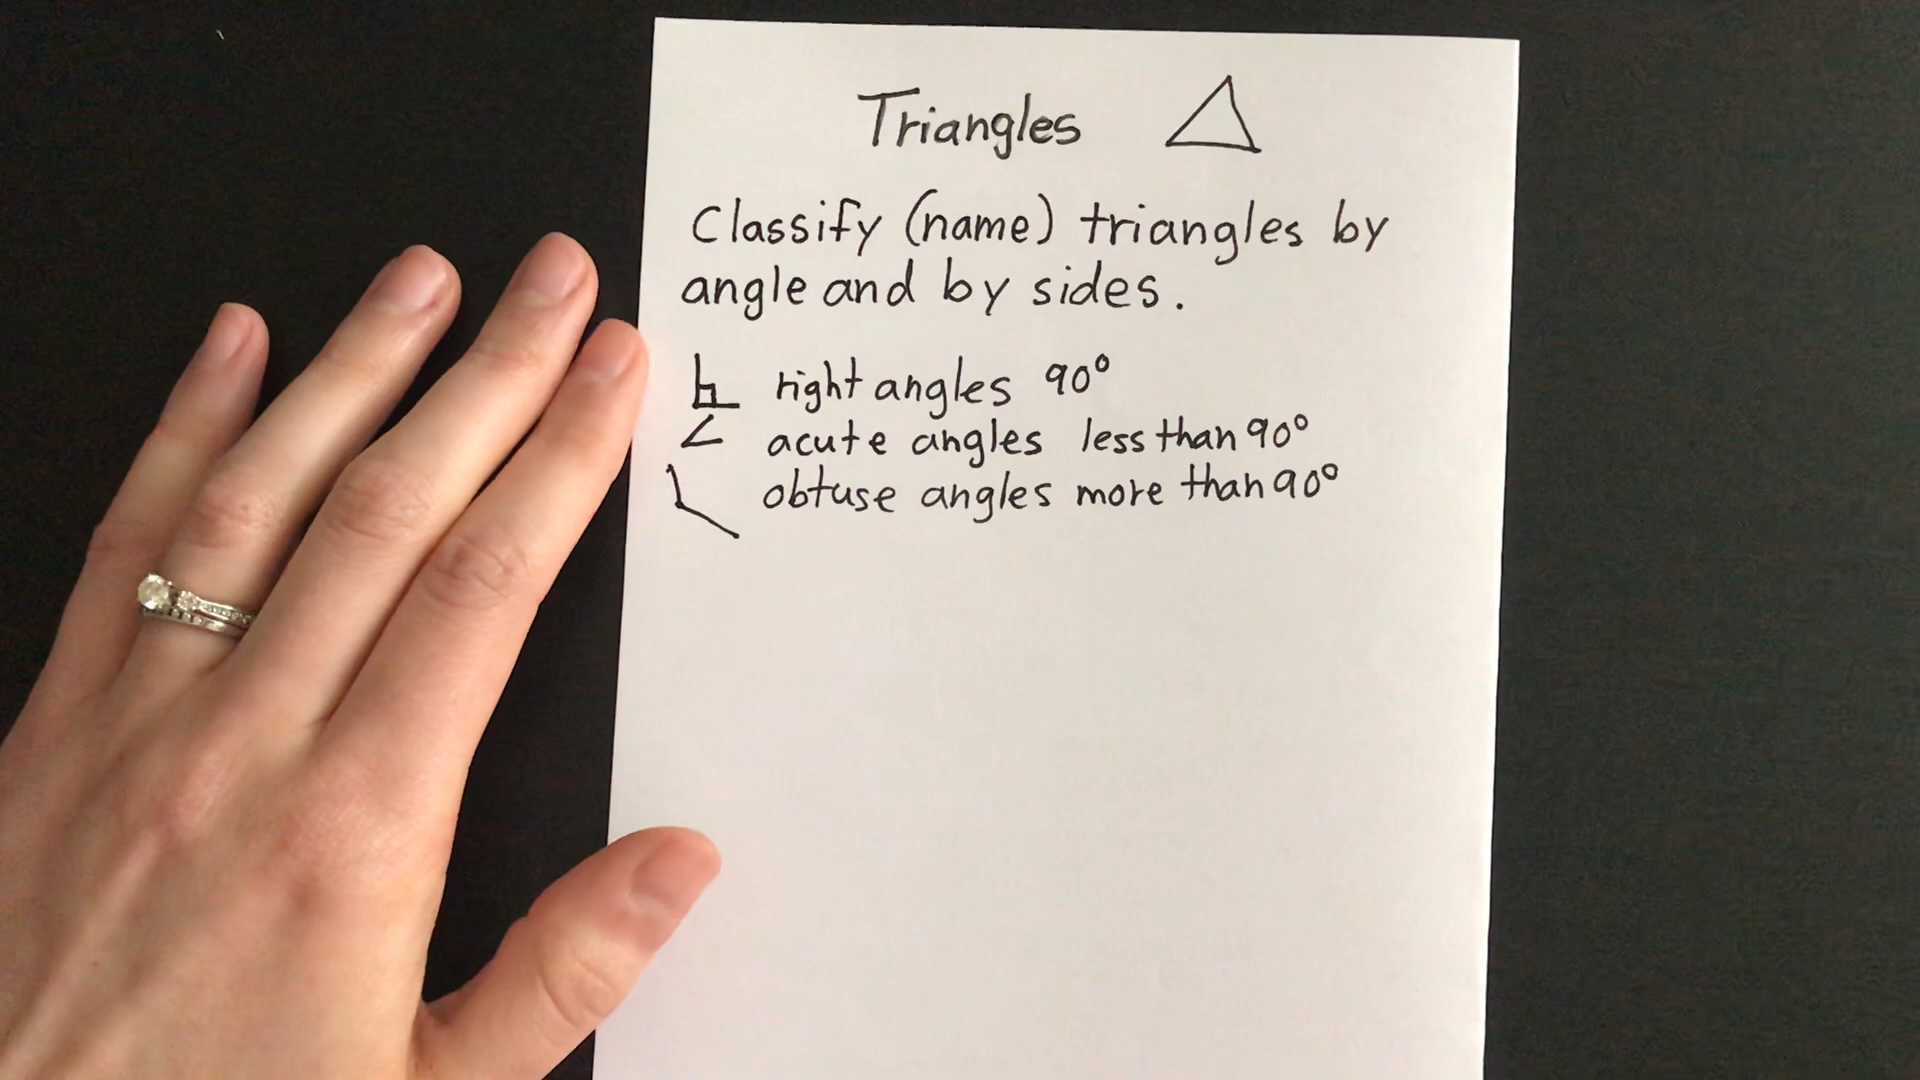 Triangles
Classify (name) triangles by
angle and by sides.
right angles 90°
acute angles less than 90°
obtuse angles more than 90°